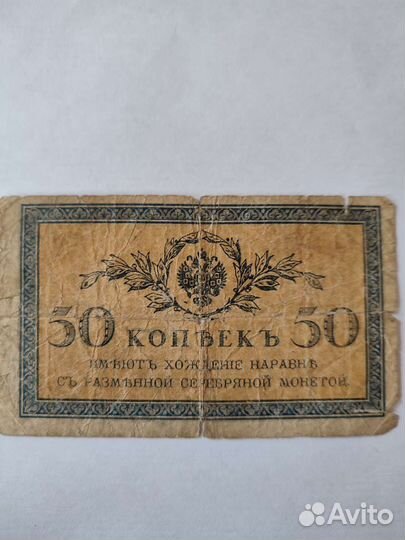 50 КОПѢЕКЪ 50
ИМѢЮТЪ ХОЖДЕНІЕ НАРАВНѢ
СЪ РАЗМѢННОЙ СЕРЕБРЯНОЙ МОНЕТОЙ.
Avito